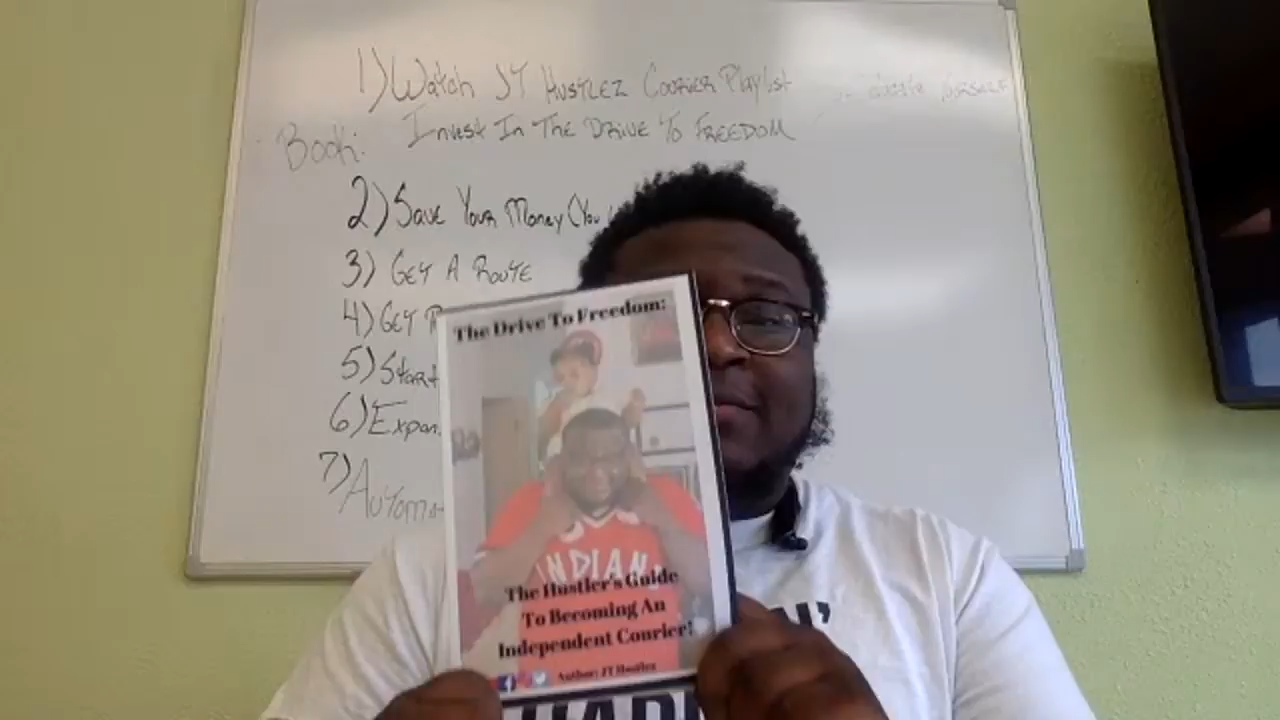 1) Watch JT Hustlez Courier Playlist
Yourself
Book: Invest In The Drive To Freedom
2) Save Your Money (You
3) Get A Route
4) Get
5) Start
6) Expan
7) Automa
The Drive To Freedom:
INDIAN
The Hustler's Guide
To Becoming An
Independent Courier!
Author: JT Hustlez